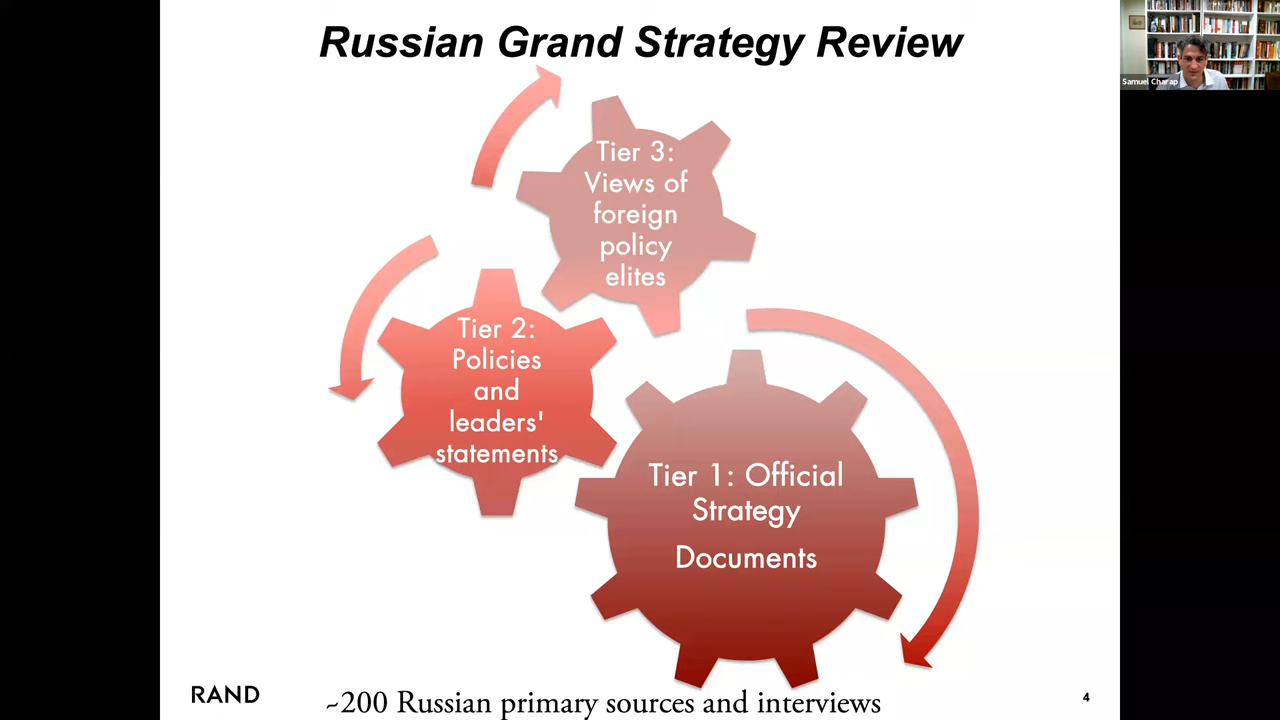 Russian Grand Strategy Review
Samuel Charap
Tier 3:
Views of
foreign
policy
elites
Tier 2:
Policies
and
leaders'
statements
Tier 1: Official
Strategy
Documents
RAND
~200 Russian primary sources and interviews
4